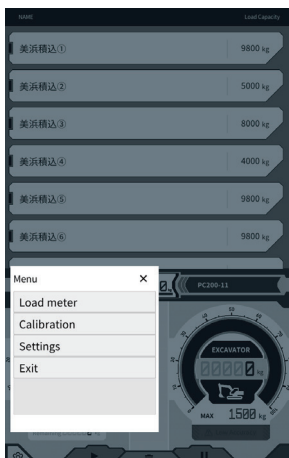 NAME Load Capacity
美浜積込① 9800 kg
美浜積込② 5000 kg
美浜積込③ 8000 kg
美浜積込④ 4000 kg
美浜積込⑤ 9800 kg
美浜積込⑥ 9800 kg
Menu ×
Load meter
Calibration
Settings
Exit
PC200-11
EXCAVATOR
00000 kg
MAX 1500 kg